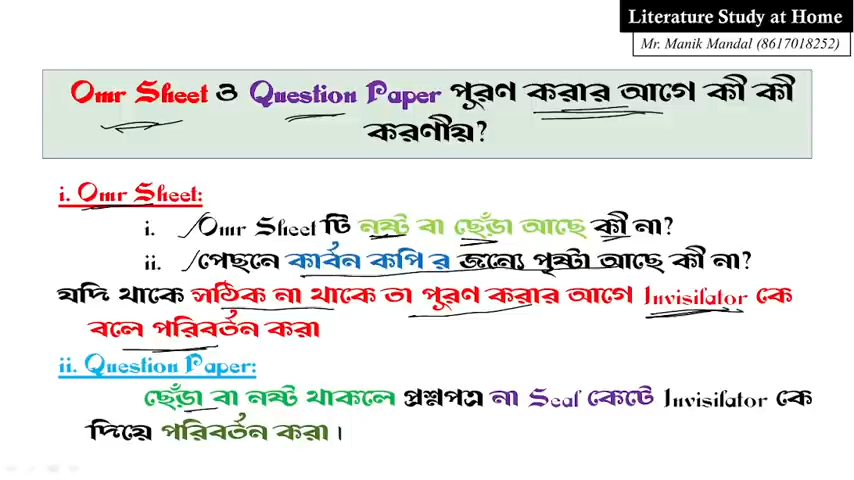 Literature Study at Home
Mr. Manik Mandal (8617018252)
Omr Sheet ও Question Paper পুরণ করার আগে কী কী
করণীয়?
i. Omr Sheet:
i. Omr Sheet টি নষ্ট বা ছেঁড়া আছে কী না?
ii. পেছনে কার্বন কপি র জন্যে পৃষ্টা আছে কী না?
যদি থাকে সঠিক না থাকে তা পুরণ করার আগে Invisilator কে
বলে পরিবর্তন করা
ii. Question Paper:
ছেঁড়া বা নষ্ট থাকলে প্রশ্নপত্র না Seal কেটে Invisilator কে
দিয়ে পরিবর্তন করা।